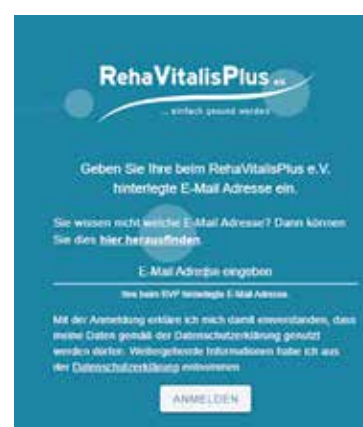 RehaVitalisPlus e.V.
... einfach gesund werden
Geben Sie Ihre beim RehaVitalisPlus e.V.
hinterlegte E-Mail Adresse ein.
Sie wissen nicht welche E-Mail Adresse? Dann können
Sie dies hier herausfinden.
E-Mail Adresse eingeben
Ihre beim RVP hinterlegte E-Mail Adresse.
Mit der Anmeldung erkläre ich mich damit einverstanden, dass
meine Daten gemäß der Datenschutzerklärung genutzt
werden dürfen. Weitergehende Informationen habe ich aus
der Datenschutzerklärung entnommen
ANMELDEN